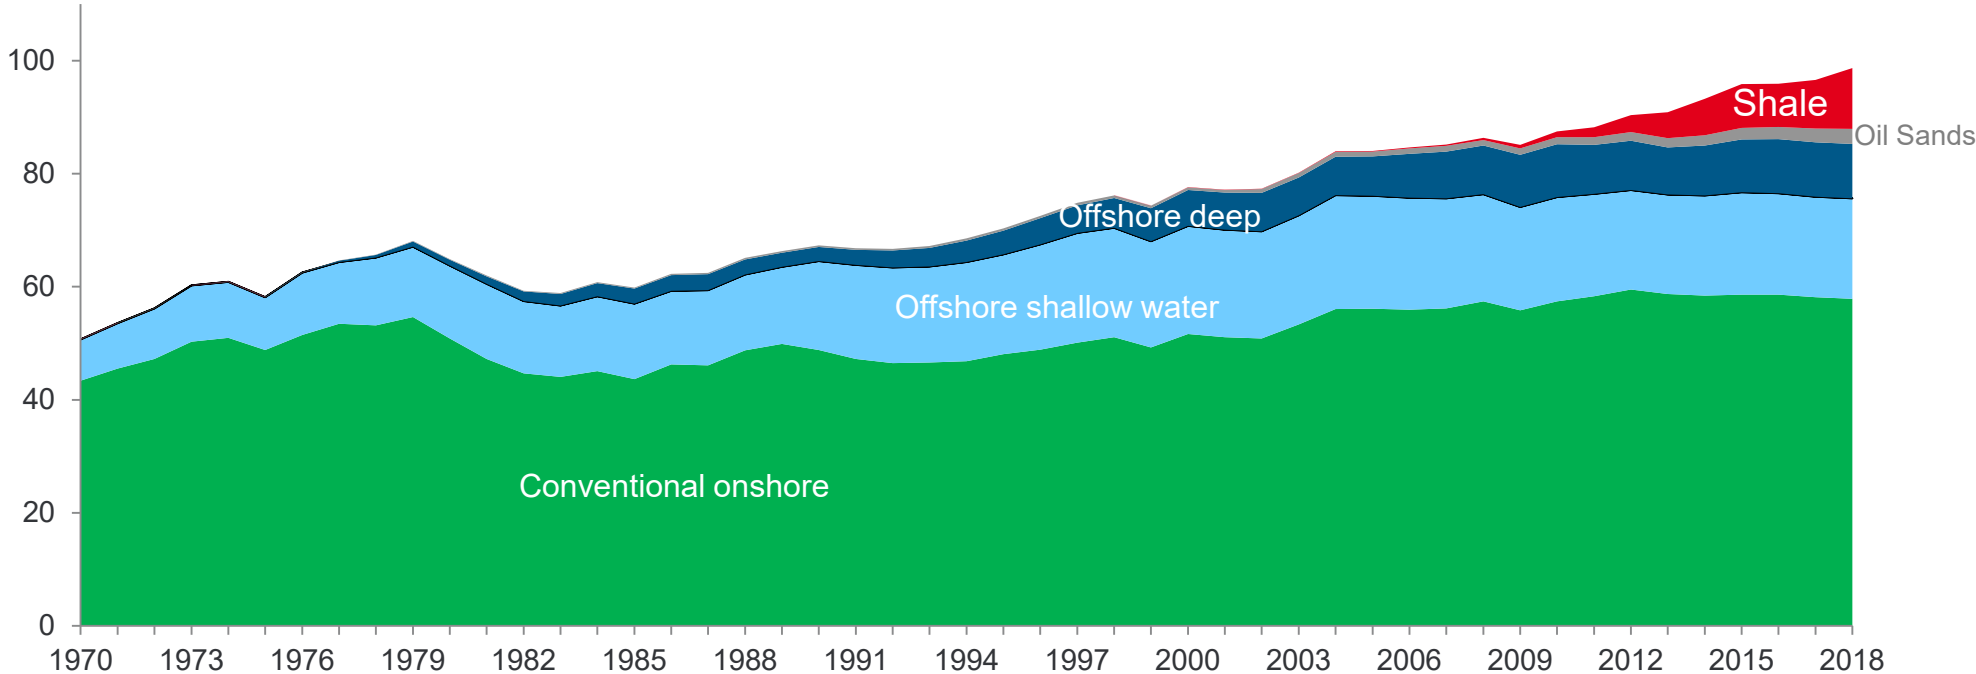 100
80
60
40
20
0
Shale
Oil Sands
Offshore deep
Offshore shallow water
Conventional onshore
1970 1973 1976 1979 1982 1985 1988 1991 1994 1997 2000 2003 2006 2009 2012 2015 2018